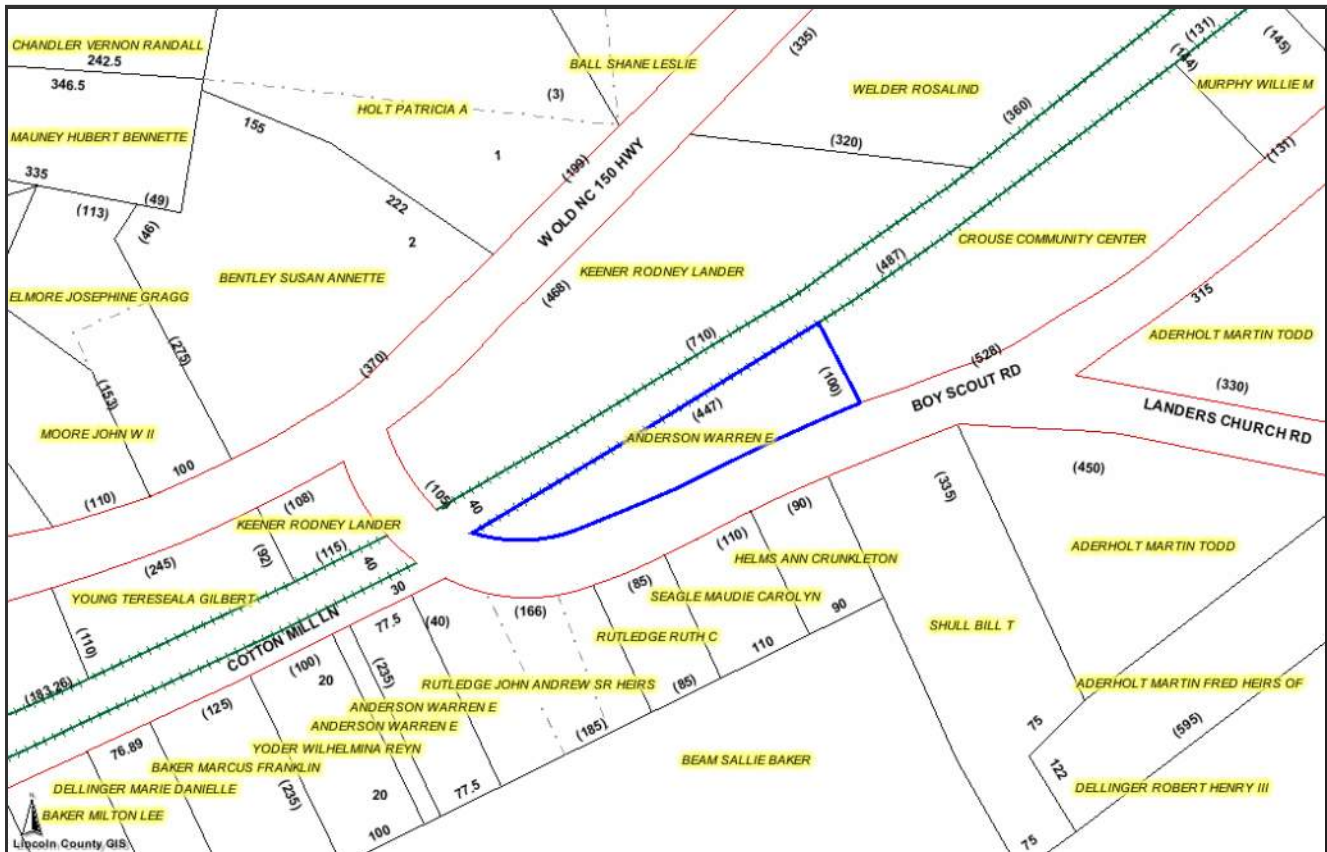 CHANDLER VERNON RANDALL
242.5
346.5
BALL SHANE LESLIE
(335)
(131)
(144)
(145)
WELDER ROSALIND
MURPHY WILLIE M
(3)
HOLT PATRICIA A
(360)
155
MAUNEY HUBERT BENNETTE
1
(320)
(131)
(199)
335
W OLD NC 150 HWY
(49)
(113)
(46)
222
2
CROUSE COMMUNITY CENTER
(487)
BENTLEY SUSAN ANNETTE
KEENER RODNEY LANDER
ELMORE JOSEPHINE GRAGG
(468)
315
(275)
(710)
ADERHOLT MARTIN TODD
(370)
(528)
(153)
(100)
BOY SCOUT RD
(330)
(447)
LANDERS CHURCH RD
MOORE JOHN W II
ANDERSON WARREN E
100
(450)
(110)
(108)
(105)
40
(335)
(90)
KEENER RODNEY LANDER
(110)
ADERHOLT MARTIN TODD
(245)
(92)
(115)
40
HELMS ANN CRUNKLETON
30
(85)
YOUNG TERESEALA GILBERT
SEAGLE MAUDIE CAROLYN
90
(166)
77.5
(40)
SHULL BILL T
(110)
COTTON MILL LN
RUTLEDGE RUTH C
110
(100)
20
(235)
(183.26)
RUTLEDGE JOHN ANDREW SR HEIRS
(85)
ADERHOLT MARTIN FRED HEIRS OF
(125)
ANDERSON WARREN E
(185)
75
(595)
ANDERSON WARREN E
76.89
YODER WILHELMINA REYN
BEAM SALLIE BAKER
BAKER MARCUS FRANKLIN
122
DELLINGER MARIE DANIELLE
(235)
20
77.5
DELLINGER ROBERT HENRY III
BAKER MILTON LEE
100
75
Lincoln County GIS